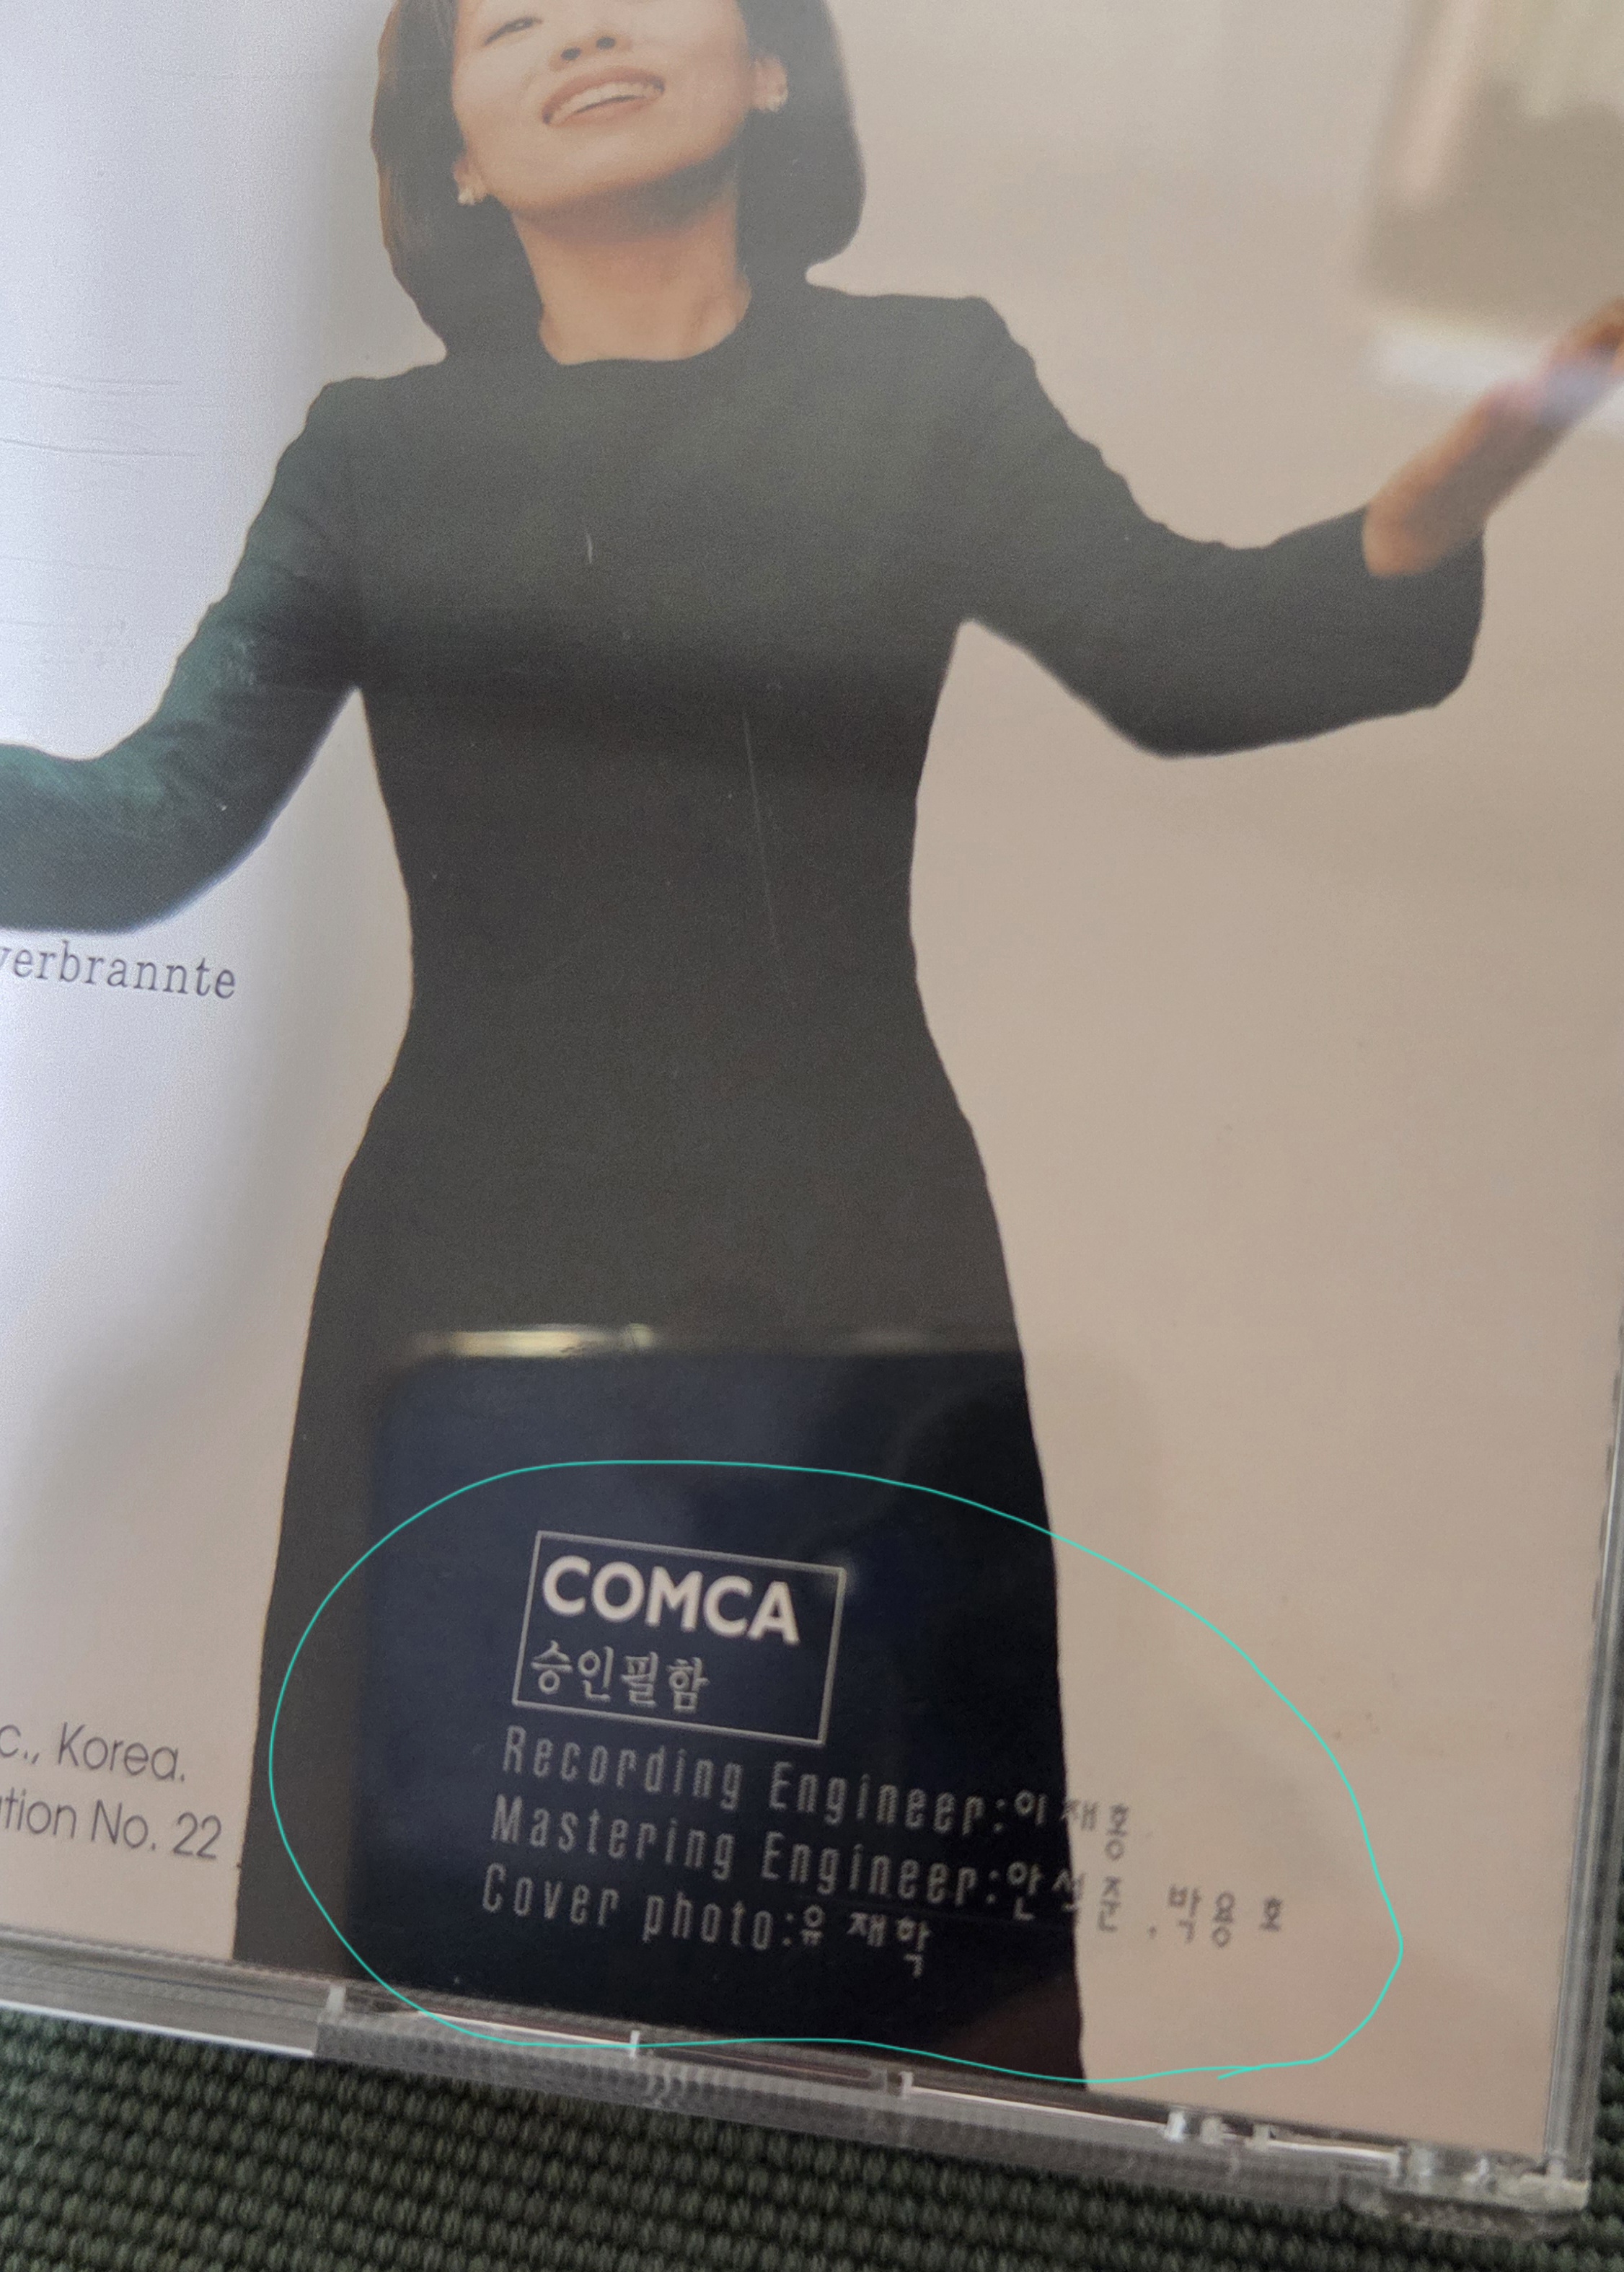 verbrannte
COMCA
승인필함
c., Korea.
tion No. 22
Recording Engineer:이 재홍
Mastering Engineer:안석준 .박용호
Cover photo:유 재학